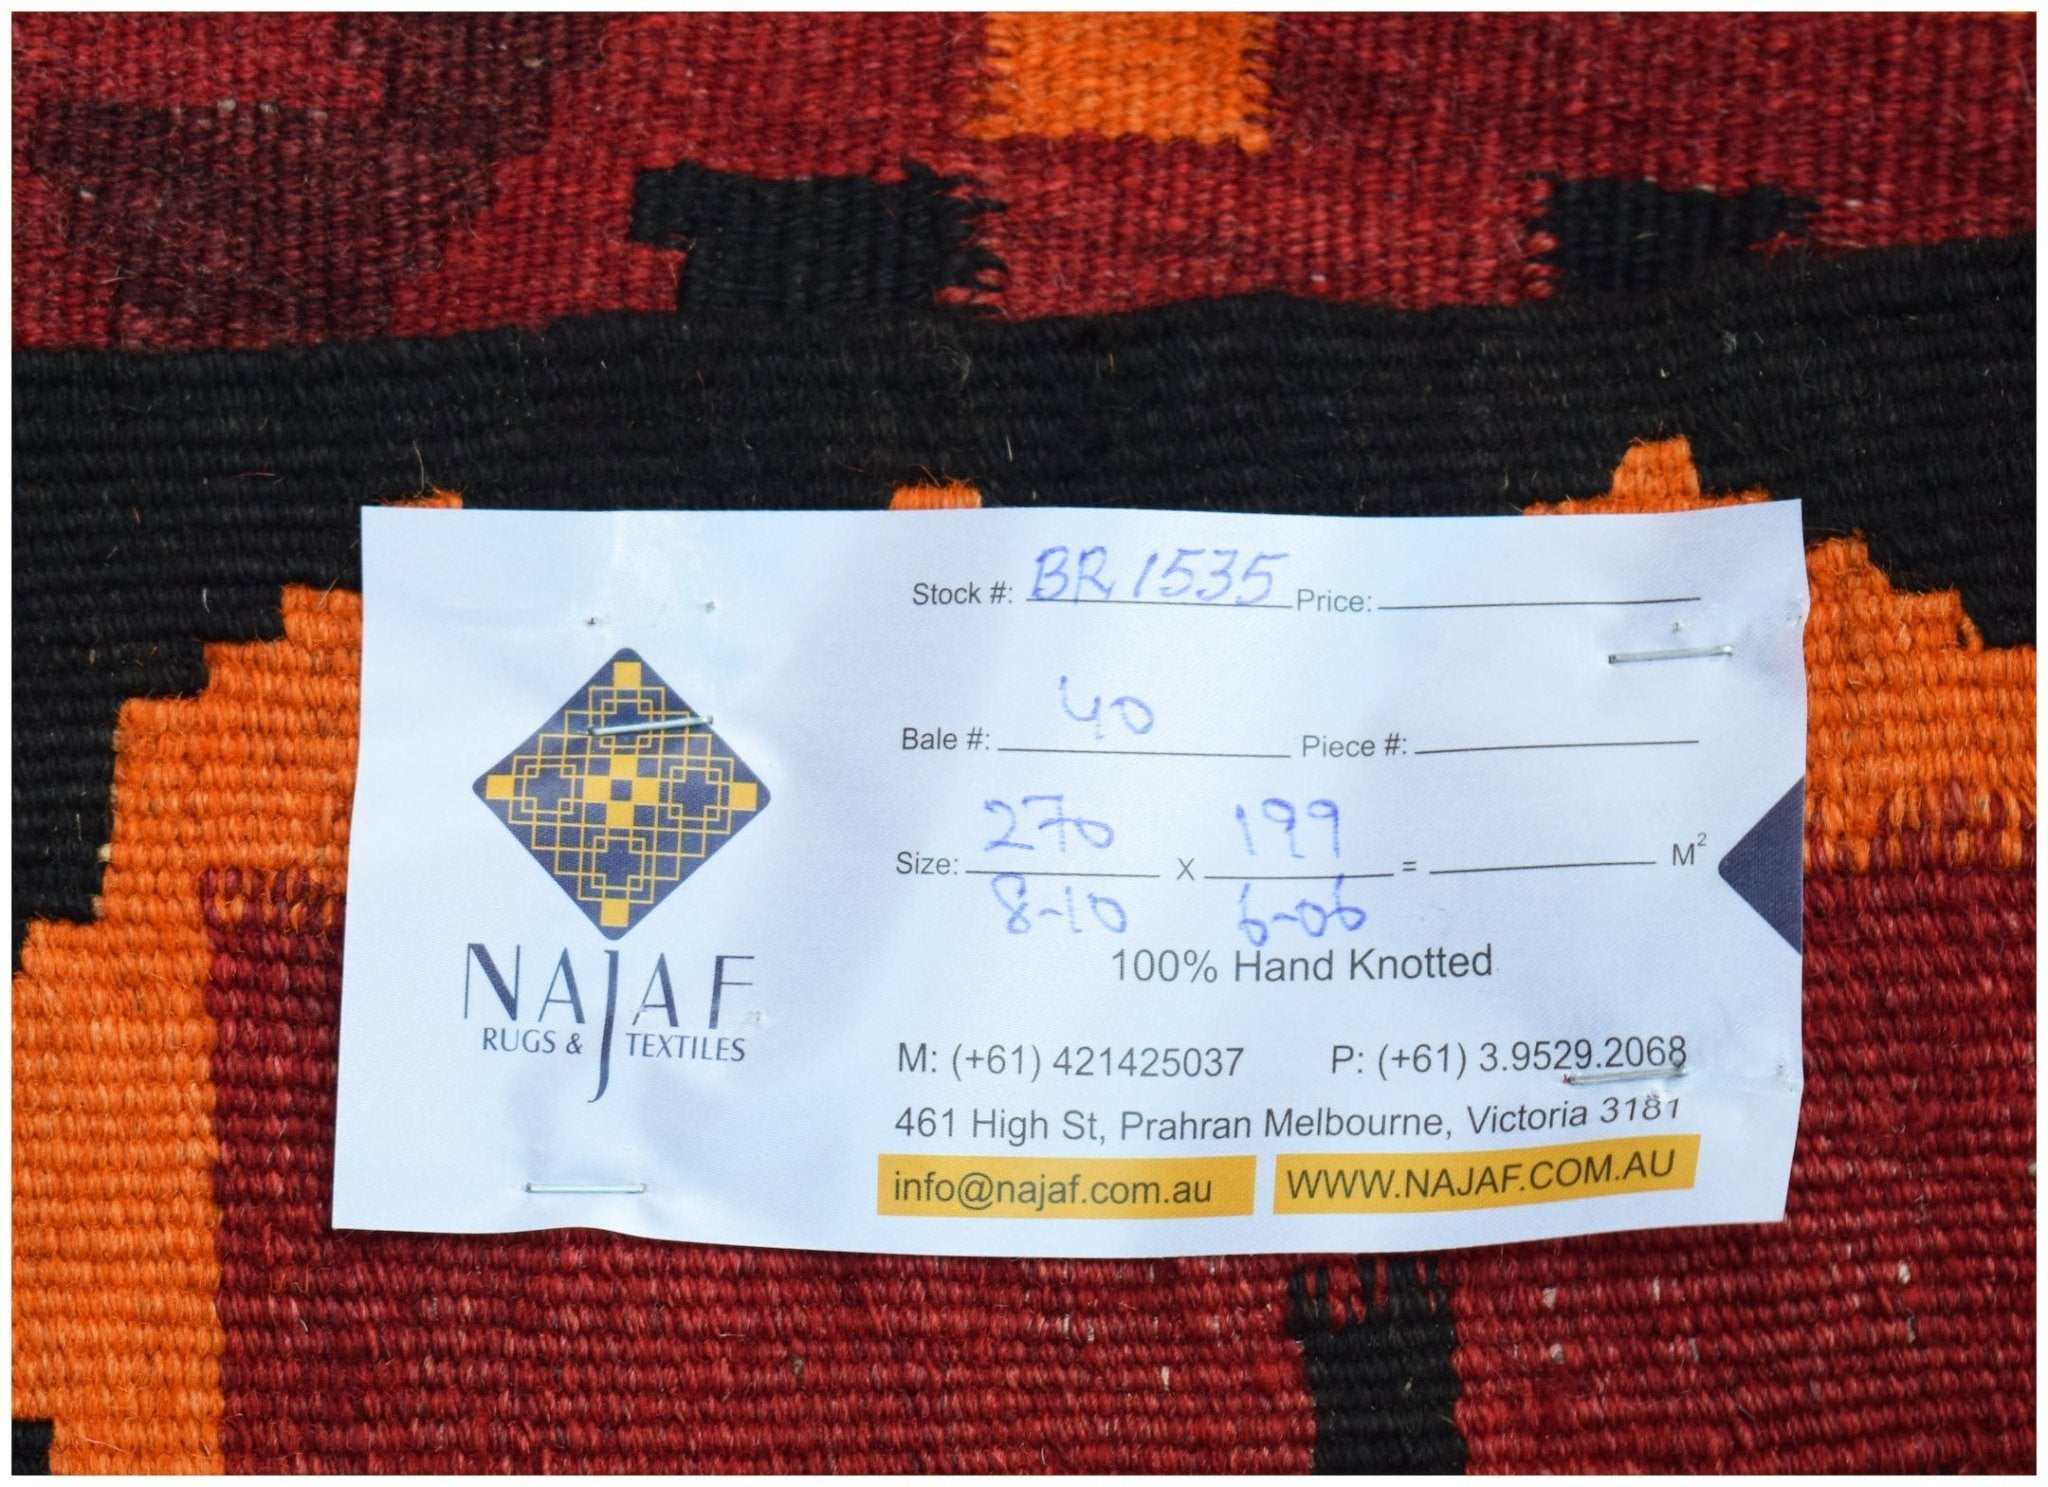 Stock #: BR1535 Price:
Bale #: 40 Piece #:
Size: 270 X 199 = M²
8-10 6-06
100% Hand Knotted
NAJAF
RUGS & TEXTILES
M: (+61) 421425037 P: (+61) 3.9529.2068
461 High St, Prahran Melbourne, Victoria 3181
info@najaf.com.au WWW.NAJAF.COM.AU